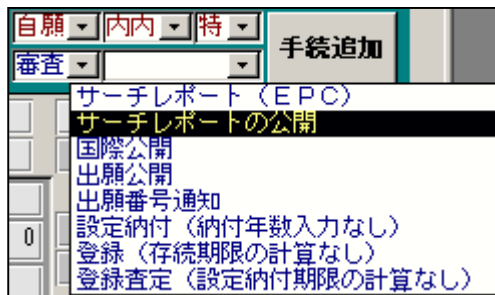 自願 内内 特 手続追加
審査
サーチレポート（ＥＰＣ）
サーチレポートの公開
国際公開
出願公開
出願番号通知
0 設定納付（納付年数入力なし）
登録（存続期限の計算なし）
登録査定（設定納付期限の計算なし）